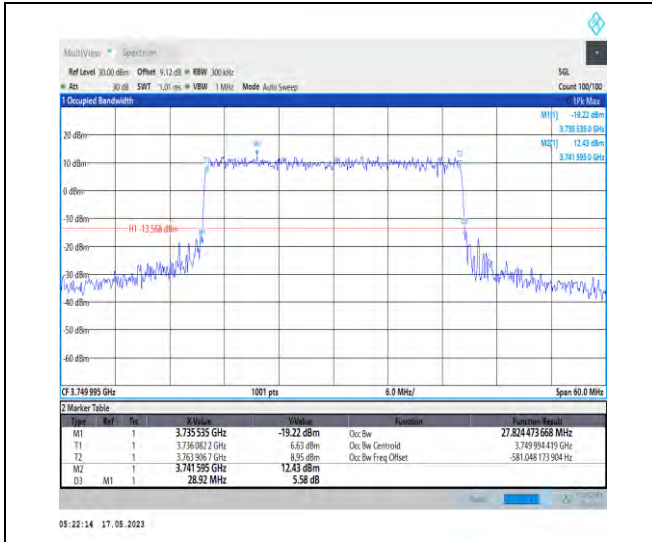 MultiView Spectrum
Ref Level 30.00 dBm Offset 9.12 dB RBW 300 kHz SGL
Att 30 dB SWT 1.01 ms VBW 1 MHz Mode Auto Sweep Count 100/100
1 Occupied Bandwidth 1Pk Max
M1[1] -19.22 dBm
3.735 535 0 GHz
M2[1] 12.43 dBm
3.741 595 0 GHz
20 dBm
10 dBm
0 dBm
-10 dBm
H1 -13.568 dBm
-20 dBm
-30 dBm
-40 dBm
-50 dBm
-60 dBm
M2
T2
CF 3.749 995 GHz 1001 pts 6.0 MHz/ Span 60.0 MHz
2 Marker Table
Type Ref Trc X-Value Y-Value Function Function Result
M1 1 3.735 535 GHz -19.22 dBm Occ Bw 27.824 473 668 MHz
T1 1 3.736 082 2 GHz 6.63 dBm Occ Bw Centroid 3.749 994 419 GHz
T2 1 3.763 906 7 GHz 8.95 dBm Occ Bw Freq Offset -581.048 173 904 Hz
M2 1 3.741 595 GHz 12.43 dBm
D3 M1 1 28.92 MHz 5.58 dB
05:22:14 17.05.2023